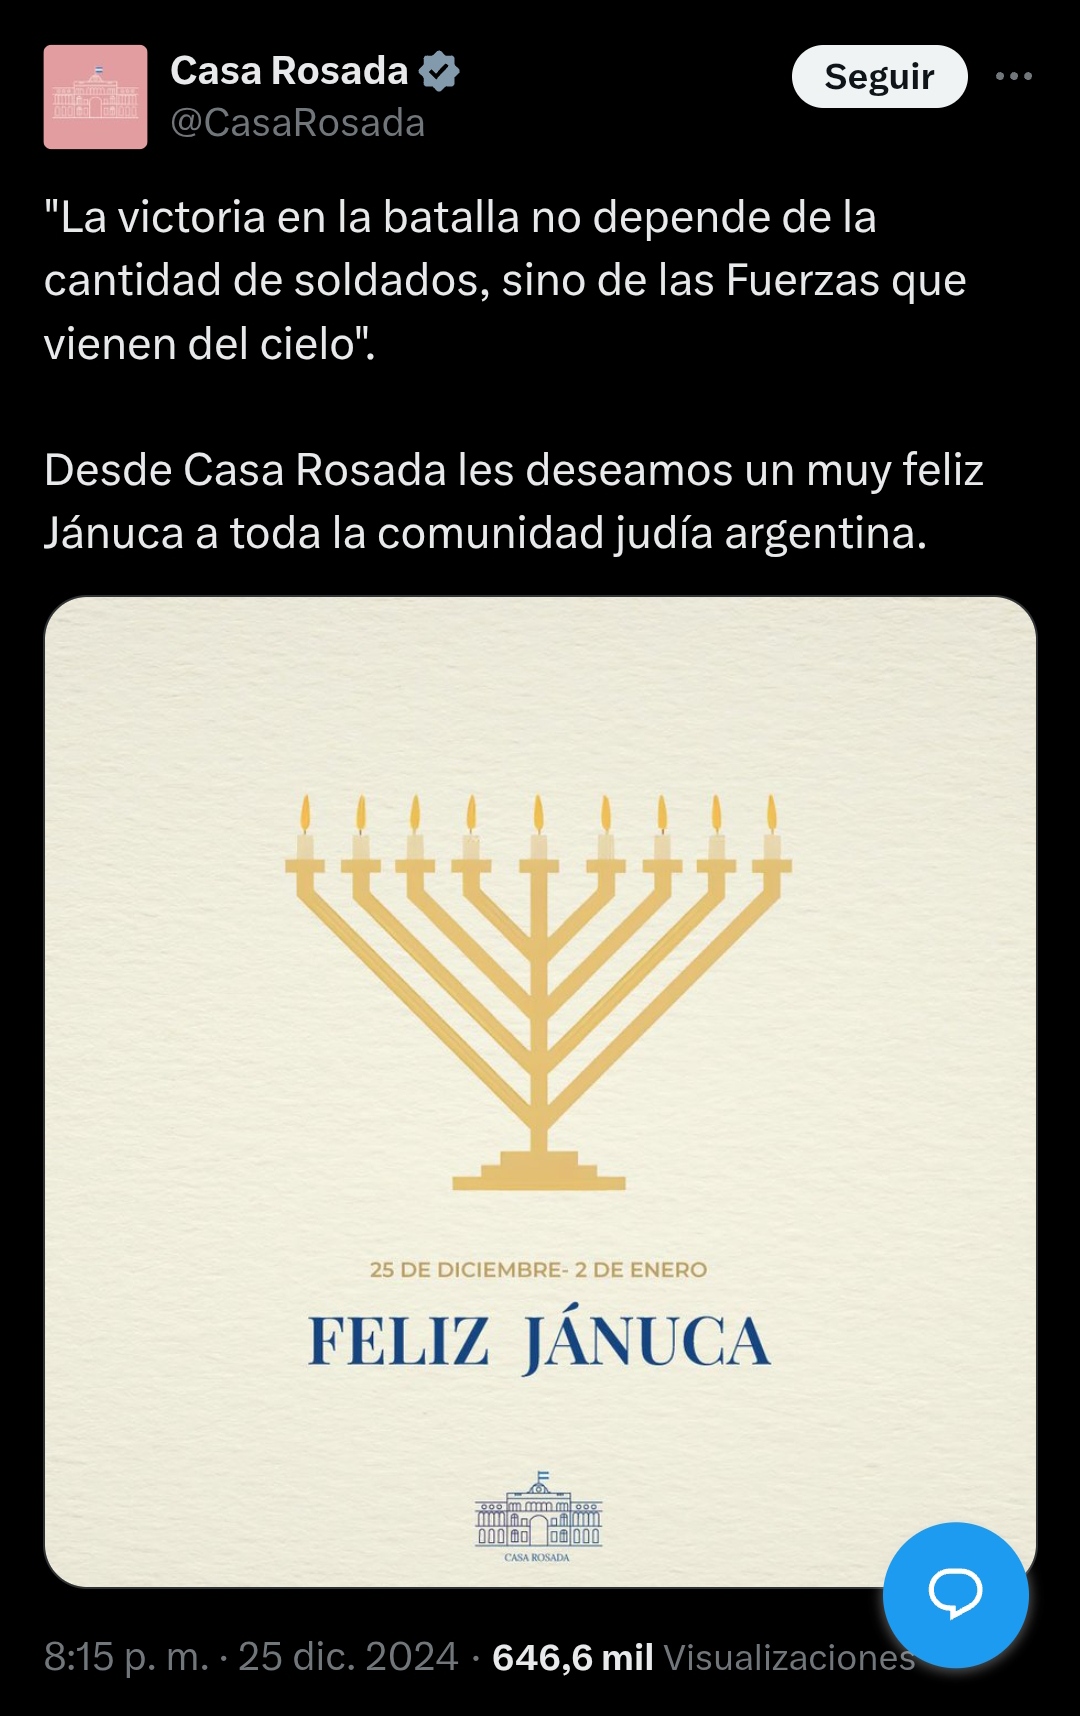 Casa Rosada
@CasaRosada
Seguir
"La victoria en la batalla no depende de la
cantidad de soldados, sino de las Fuerzas que
vienen del cielo".
Desde Casa Rosada les deseamos un muy feliz
Jánuca a toda la comunidad judía argentina.
25 DE DICIEMBRE- 2 DE ENERO
FELIZ JÁNUCA
CASA ROSADA
8:15 p. m. · 25 dic. 2024 · 646,6 mil Visualizaciones